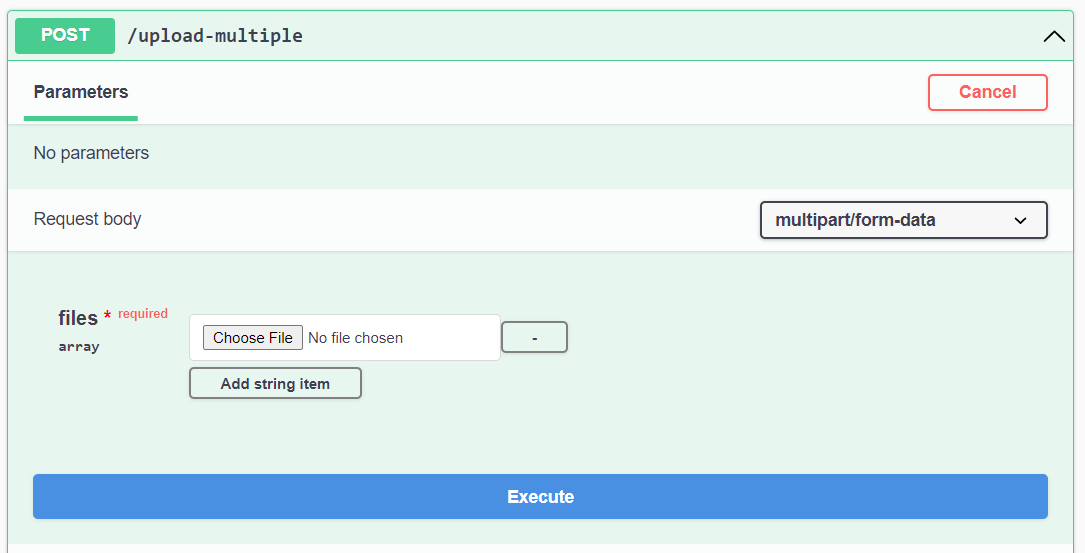 POST /upload-multiple
Parameters
Cancel
No parameters
Request body
multipart/form-data
files * required
array
Choose File No file chosen
-
Add string item
Execute